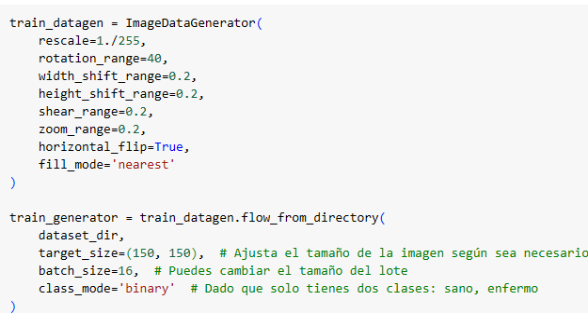 train_datagen = ImageDataGenerator(
    rescale=1./255,
    rotation_range=40,
    width_shift_range=0.2,
    height_shift_range=0.2,
    shear_range=0.2,
    zoom_range=0.2,
    horizontal_flip=True,
    fill_mode='nearest'
)
train_generator = train_datagen.flow_from_directory(
    dataset_dir,
    target_size=(150, 150),  # Ajusta el tamaño de la imagen según sea necesario
    batch_size=16,  # Puedes cambiar el tamaño del lote
    class_mode='binary'  # Dado que solo tienes dos clases: sano, enfermo
)